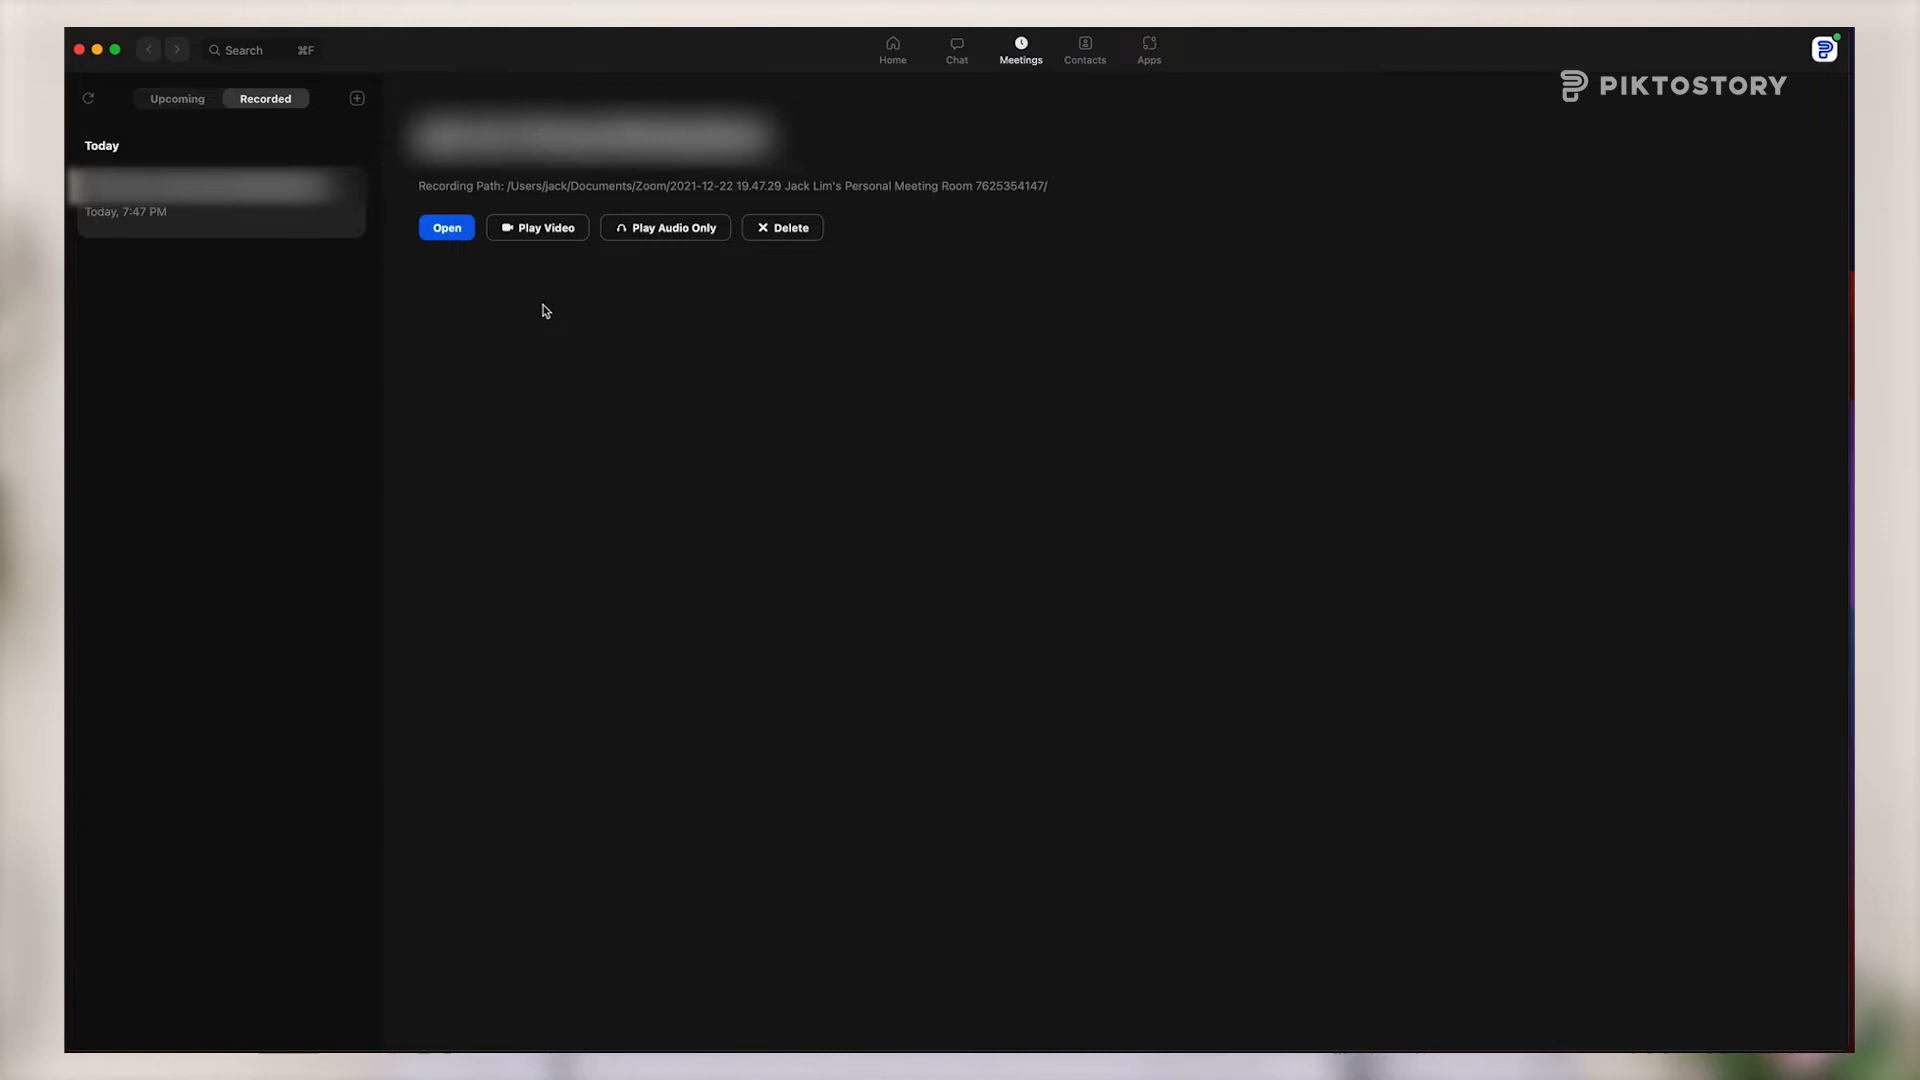 Search ⌘F
Home
Chat
Meetings
Contacts
Apps
PIKTOSTORY
Upcoming
Recorded
Today
Today, 7:47 PM
Recording Path: /Users/jack/Documents/Zoom/2021-12-22 19.47.29 Jack Lim's Personal Meeting Room 7625354147/
Open
Play Video
Play Audio Only
Delete